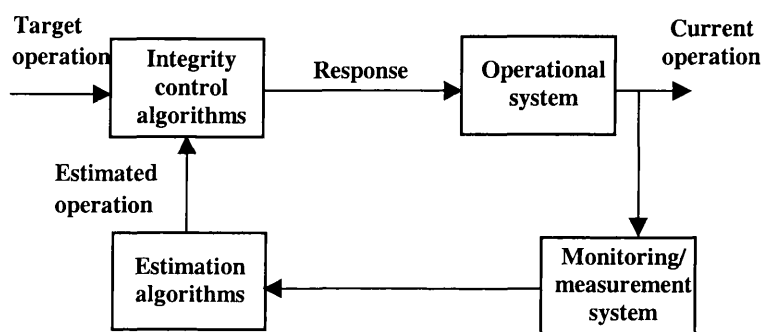 Target
operation
Integrity
control
algorithms
Response
Operational
system
Current
operation
Estimated
operation
Estimation
algorithms
Monitoring/
measurement
system